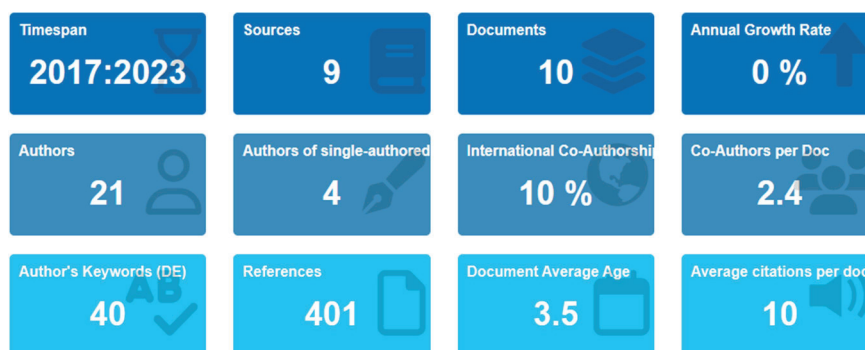 Timespan
2017:2023
Sources
9
Documents
10
Annual Growth Rate
0 %
Authors
21
Authors of single-authored
4
International Co-Authorship
10 %
Co-Authors per Doc
2.4
Author's Keywords (DE)
AB
40
References
401
Document Average Age
3.5
Average citations per doc
10